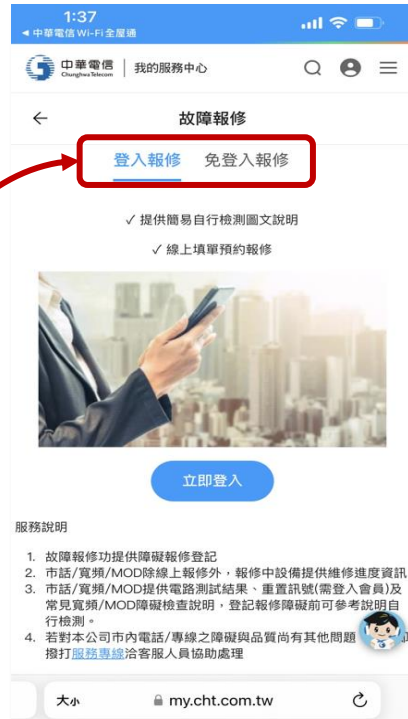 1:37
◀ 中華電信Wi-Fi全屋通
中華電信 Chunghwa Telecom | 我的服務中心
故障報修
登入報修 免登入報修
✓ 提供簡易自行檢測圖文說明
✓ 線上填單預約報修
立即登入
服務說明
1. 故障報修功提供障礙報修登記
2. 市話/寬頻/MOD除線上報修外，報修中設備提供維修進度資訊
3. 市話/寬頻/MOD提供電路測試結果、重置訊號(需登入會員)及
常見寬頻/MOD障礙檢查說明，登記報修障礙前可參考說明自
行檢測。
4. 若對本公司市內電話/專線之障礙與品質尚有其他問題
撥打服務專線洽客服人員協助處理
大小 my.cht.com.tw